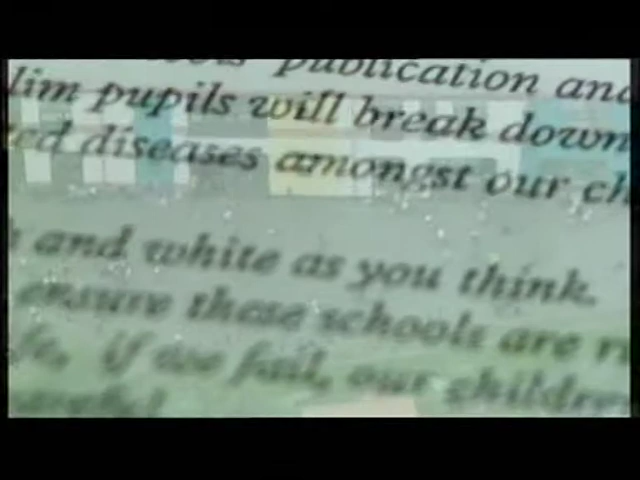 publication and
lim pupils will break down
ed diseases amongst our ch
and white as you think.
ensure these schools are r
if we fail, our childre